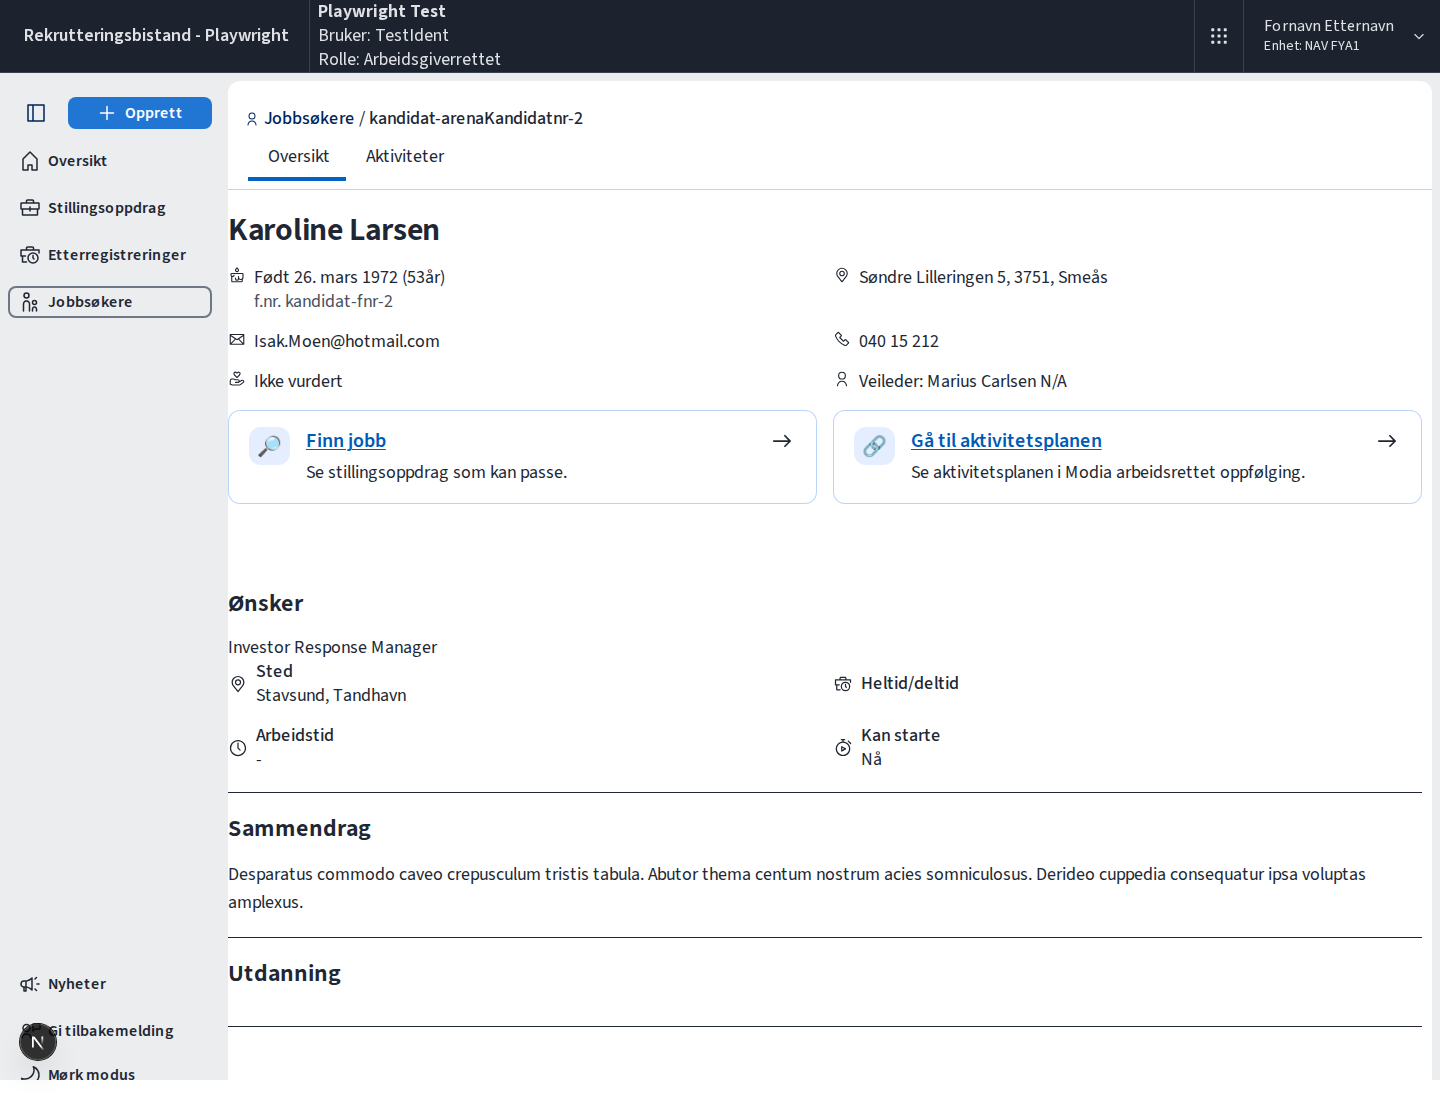 Rekrutteringsbistand - Playwright
Playwright Test
Bruker: TestIdent
Rolle: Arbeidsgiverrettet
Fornavn Etternavn
Enhet: NAV FYA1
Opprett
Oversikt
Stillingsoppdrag
Etterregistreringer
Jobbsøkere
Nyheter
Gi tilbakemelding
N
Mørk modus
Jobbsøkere / kandidat-arenaKandidatnr-2
Oversikt
Aktiviteter
Karoline Larsen
Født 26. mars 1972 (53år)
f.nr. kandidat-fnr-2
Søndre Lilleringen 5, 3751, Smeås
Isak.Moen@hotmail.com
040 15 212
Ikke vurdert
Veileder: Marius Carlsen N/A
Finn jobb
Se stillingsoppdrag som kan passe.
Gå til aktivitetsplanen
Se aktivitetsplanen i Modia arbeidsrettet oppfølging.
Ønsker
Investor Response Manager
Sted
Stavsund, Tandhavn
Heltid/deltid
Arbeidstid
-
Kan starte
Nå
Sammendrag
Desparatus commodo caveo crepusculum tristis tabula. Abutor thema centum nostrum acies somniculosus. Derideo cuppedia consequatur ipsa voluptas
amplexus.
Utdanning